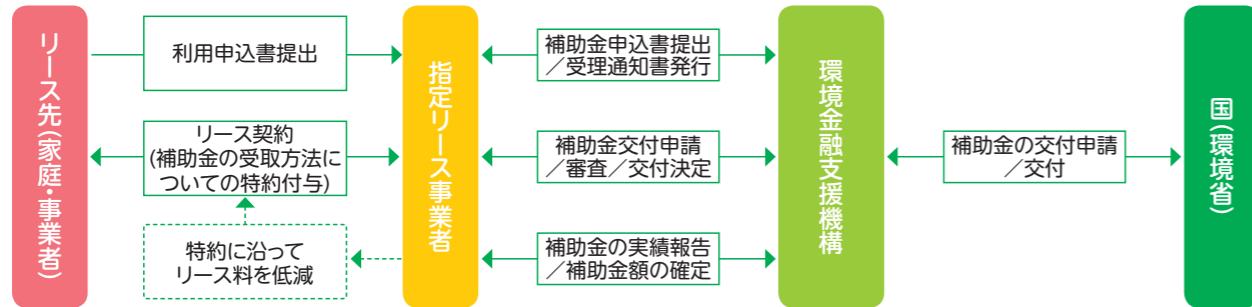 リース先(家庭・事業者)
利用申込書提出
リース契約
(補助金の受取方法に
ついての特約付与)
特約に沿って
リース料を低減
指定リース事業者
補助金申込書提出
／受理通知書発行
補助金交付申請
／審査／交付決定
補助金の実績報告
／補助金額の確定
環境金融支援機構
補助金の交付申請
／交付
国(環境省)